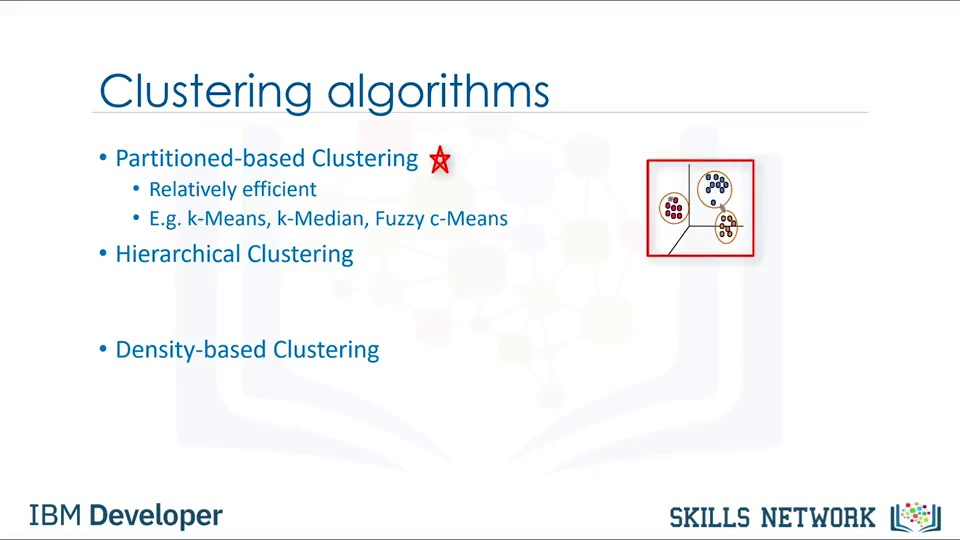 Clustering algorithms
• Partitioned-based Clustering
• Relatively efficient
• E.g. k-Means, k-Median, Fuzzy c-Means
• Hierarchical Clustering
• Density-based Clustering
IBM Developer
SKILLS NETWORK